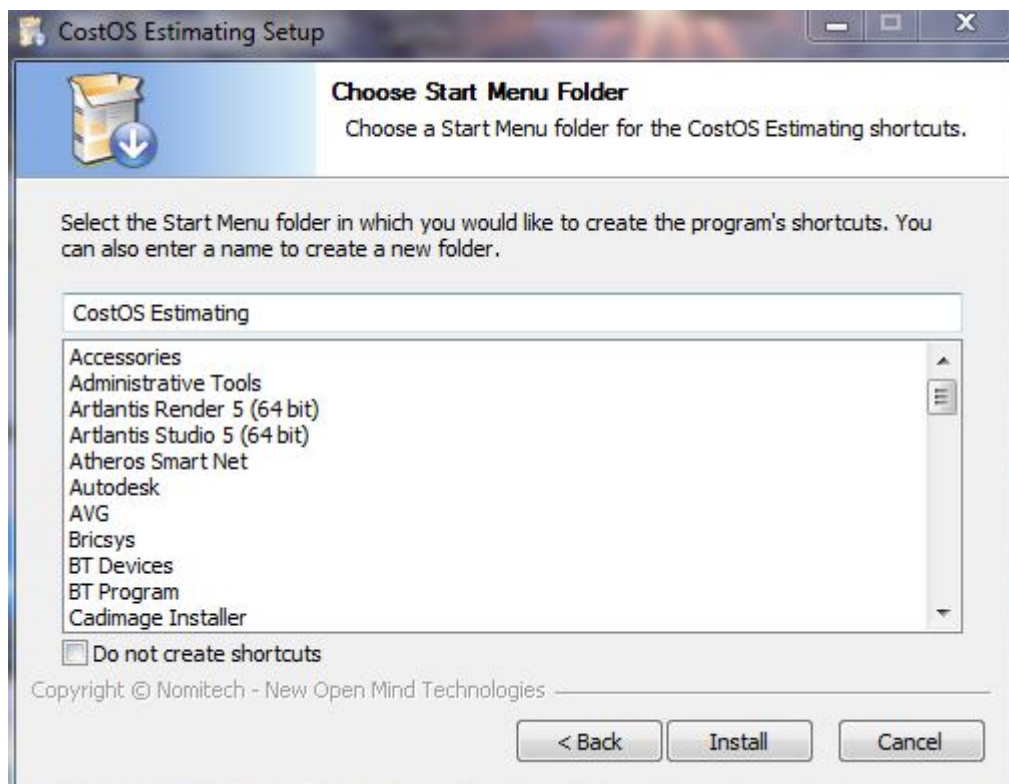 CostOS Estimating Setup
Choose Start Menu Folder
Choose a Start Menu folder for the CostOS Estimating shortcuts.
Select the Start Menu folder in which you would like to create the program's shortcuts. You
can also enter a name to create a new folder.
CostOS Estimating
Accessories
Administrative Tools
Artlantis Render 5 (64 bit)
Artlantis Studio 5 (64 bit)
Atheros Smart Net
Autodesk
AVG
Bricsys
BT Devices
BT Program
Cadimage Installer
Do not create shortcuts
Copyright © Nomitech - New Open Mind Technologies
< Back Install Cancel